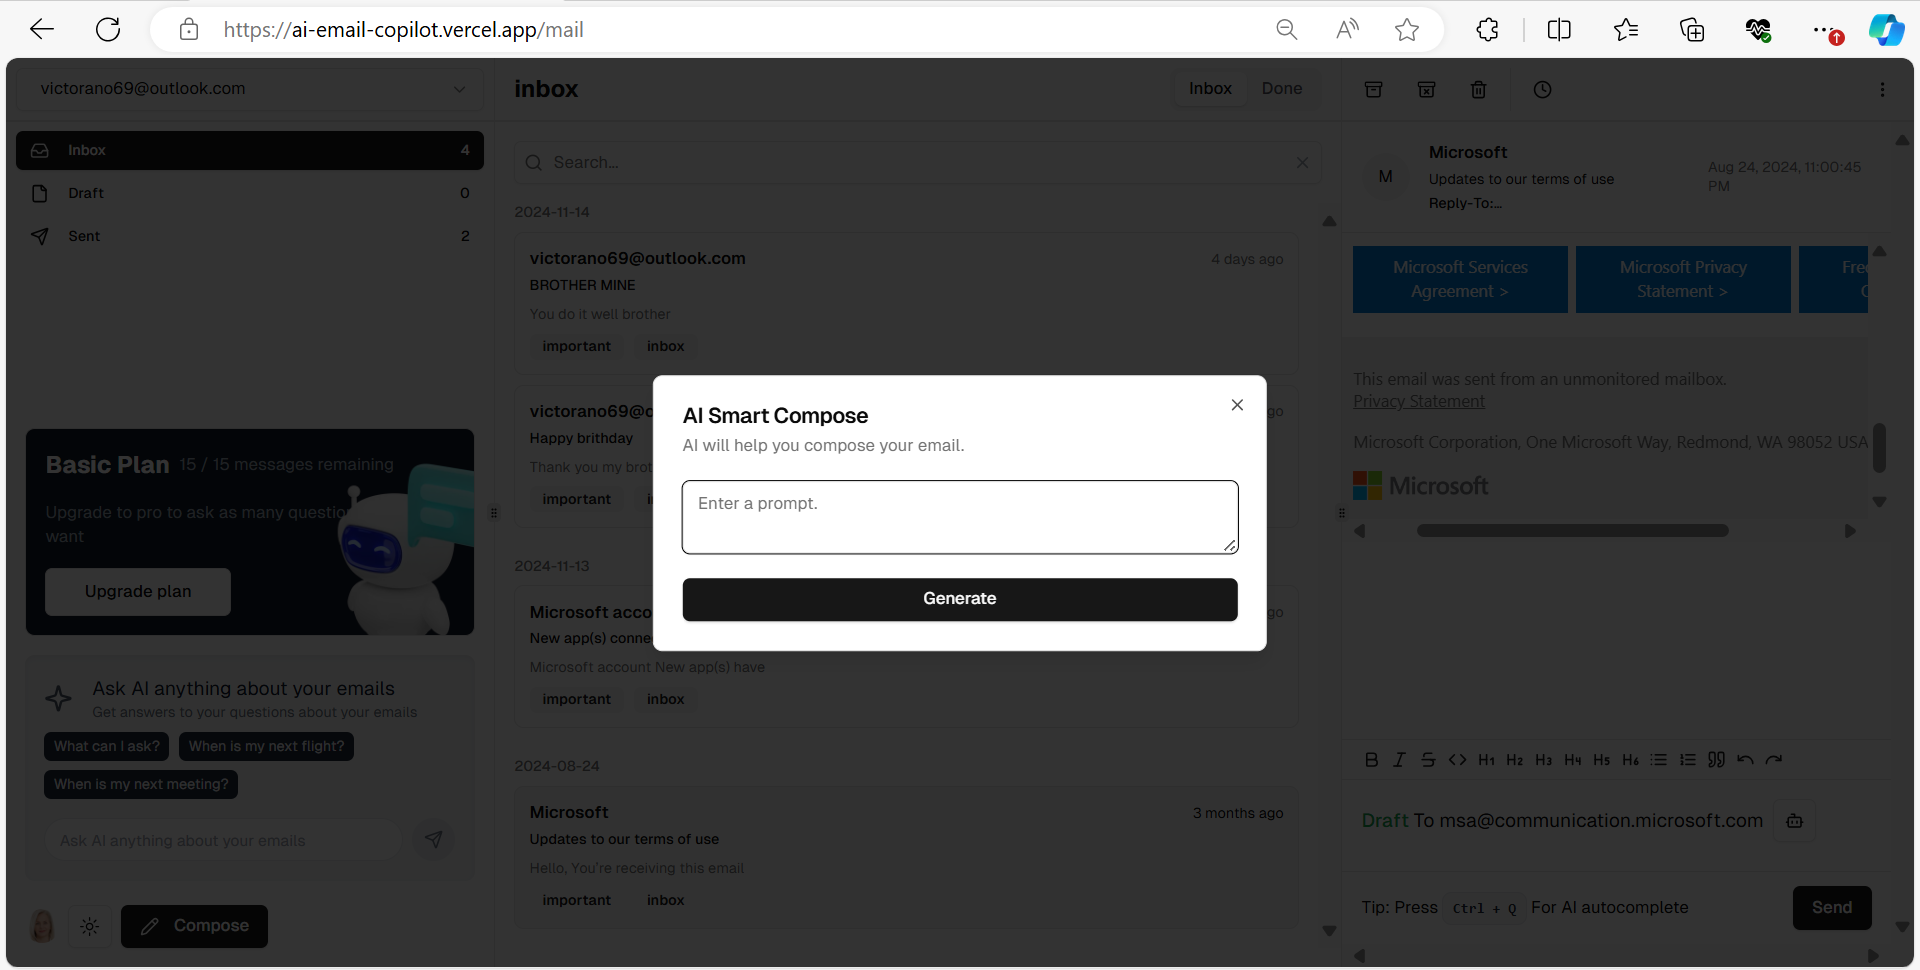 https://ai-email-copilot.vercel.app/mail
victorano69@outlook.com
Inbox 4
Draft 0
Sent 2
Basic Plan 15 / 15 messages remaining
Upgrade to pro to ask as many
want
Upgrade plan
Ask AI anything about your emails
Get answers to your questions about your emails
What can I ask?
When is my next flight?
When is my next meeting?
Ask AI anything about your emails
Compose
inbox
Inbox Done
Search...
2024-11-14
victorano69@outlook.com 4 days ago
BROTHER MINE
You do it well brother
important inbox
victorano69@o
go
Happy brithday
Thank you my brot
important i
2024-11-13
Microsoft acco
go
New app(s) conne
Microsoft account New app(s) have
important inbox
2024-08-24
Microsoft 3 months ago
Updates to our terms of use
Hello, You're receiving this email
important inbox
AI Smart Compose
AI will help you compose your email.
Enter a prompt.
Generate
M
Microsoft
Updates to our terms of use
Reply-To:...
Aug 24, 2024, 11:00:45
PM
Microsoft Services
Agreement >
Microsoft Privacy
Statement >
This email was sent from an unmonitored mailbox.
Privacy Statement
Microsoft Corporation, One Microsoft Way, Redmond, WA 98052 USA
Microsoft
B I S <> H1 H2 H3 H4 H5 H6
Draft To msa@communication.microsoft.com
Tip: Press Ctrl + Q For AI autocomplete
Send